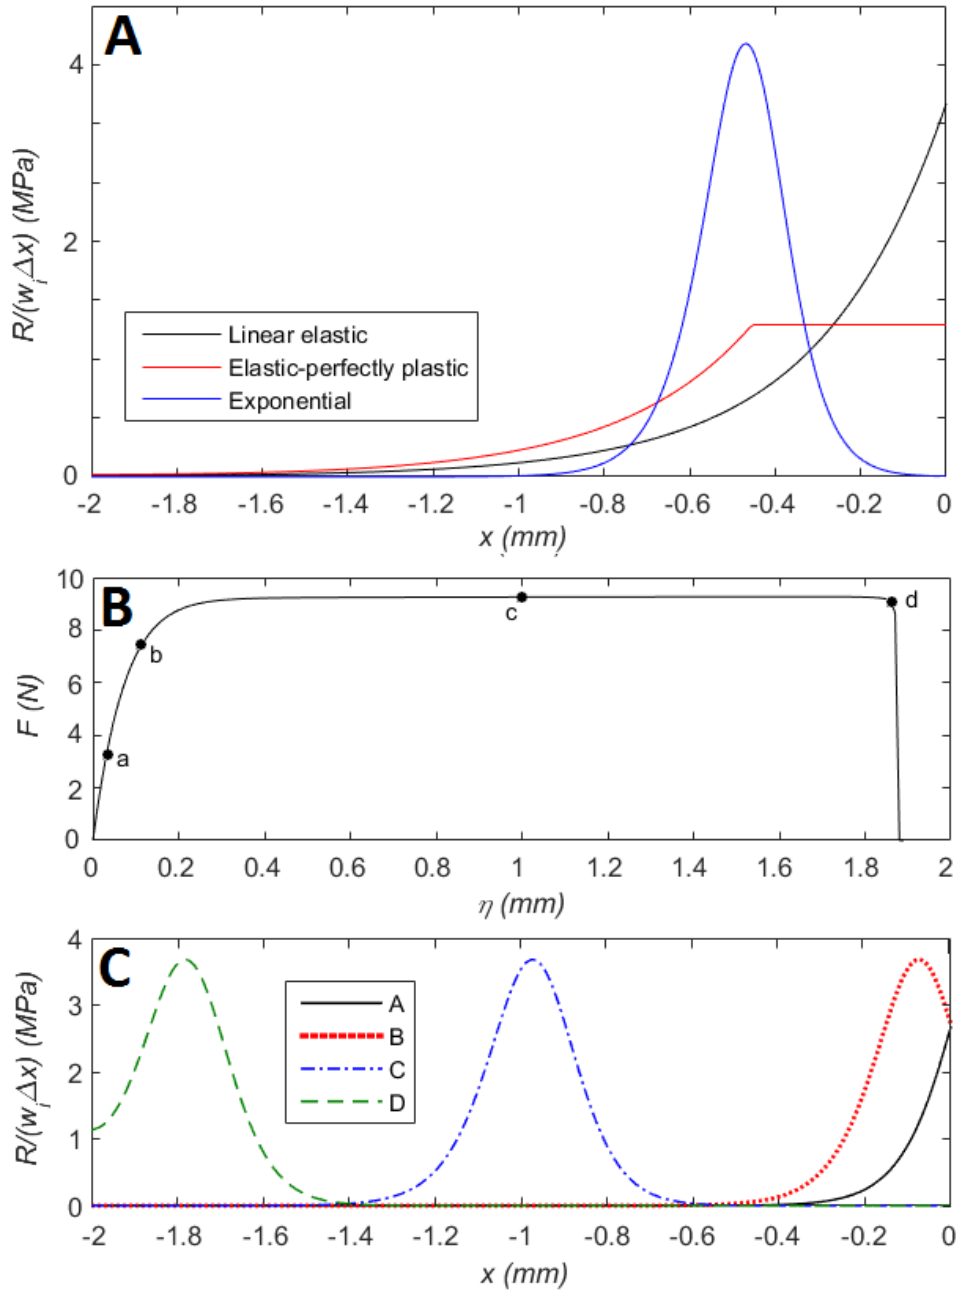 A
R/(w_i Δx) (MPa)
4
2
0
Linear elastic
Elastic-perfectly plastic
Exponential
-2 -1.8 -1.6 -1.4 -1.2 -1 -0.8 -0.6 -0.4 -0.2 0
x (mm)
B
F (N)
10
8
6
4
2
0
a
b
c
d
0 0.2 0.4 0.6 0.8 1 1.2 1.4 1.6 1.8 2
η (mm)
C
R/(w_i Δx) (MPa)
4
3
2
1
0
A
B
C
D
-2 -1.8 -1.6 -1.4 -1.2 -1 -0.8 -0.6 -0.4 -0.2 0
x (mm)